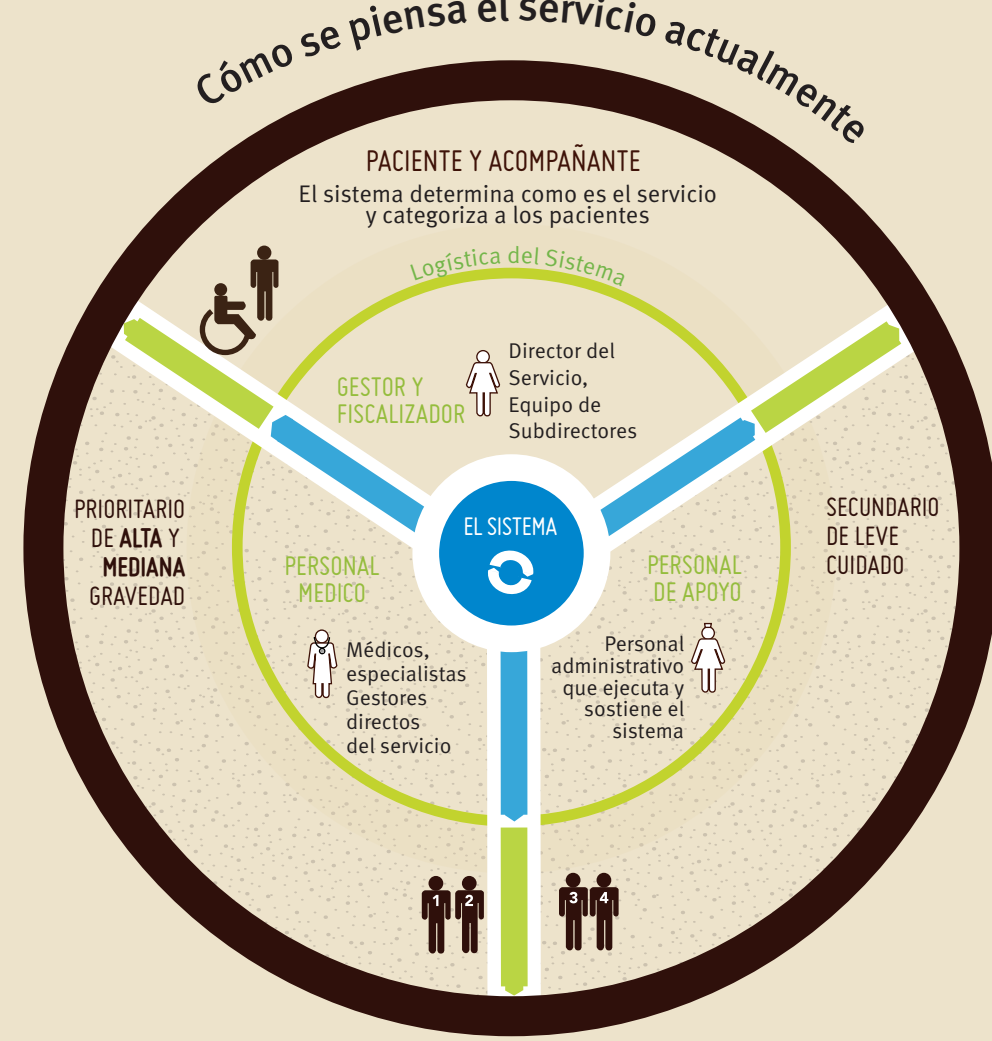 Cómo se piensa el servicio actualmente
PACIENTE Y ACOMPAÑANTE
El sistema determina como es el servicio
y categoriza a los pacientes
Logística del Sistema
GESTOR Y
FISCALIZADOR
Director del
Servicio,
Equipo de
Subdirectores
PRIORITARIO
DE ALTA Y
MEDIANA
GRAVEDAD
EL SISTEMA
SECUNDARIO
DE LEVE
CUIDADO
PERSONAL
MEDICO
Médicos,
especialistas
Gestores
directos
del servicio
PERSONAL
DE APOYO
Personal
administrativo
que ejecuta y
sostiene el
sistema
1 2
3 4